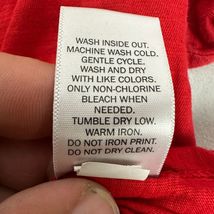 WASH INSIDE OUT.
MACHINE WASH COLD.
GENTLE CYCLE.
WASH AND DRY
WITH LIKE COLORS.
ONLY NON-CHLORINE
BLEACH WHEN
NEEDED.
TUMBLE DRY LOW.
WARM IRON.
DO NOT IRON PRINT.
DO NOT DRY CLEAN.